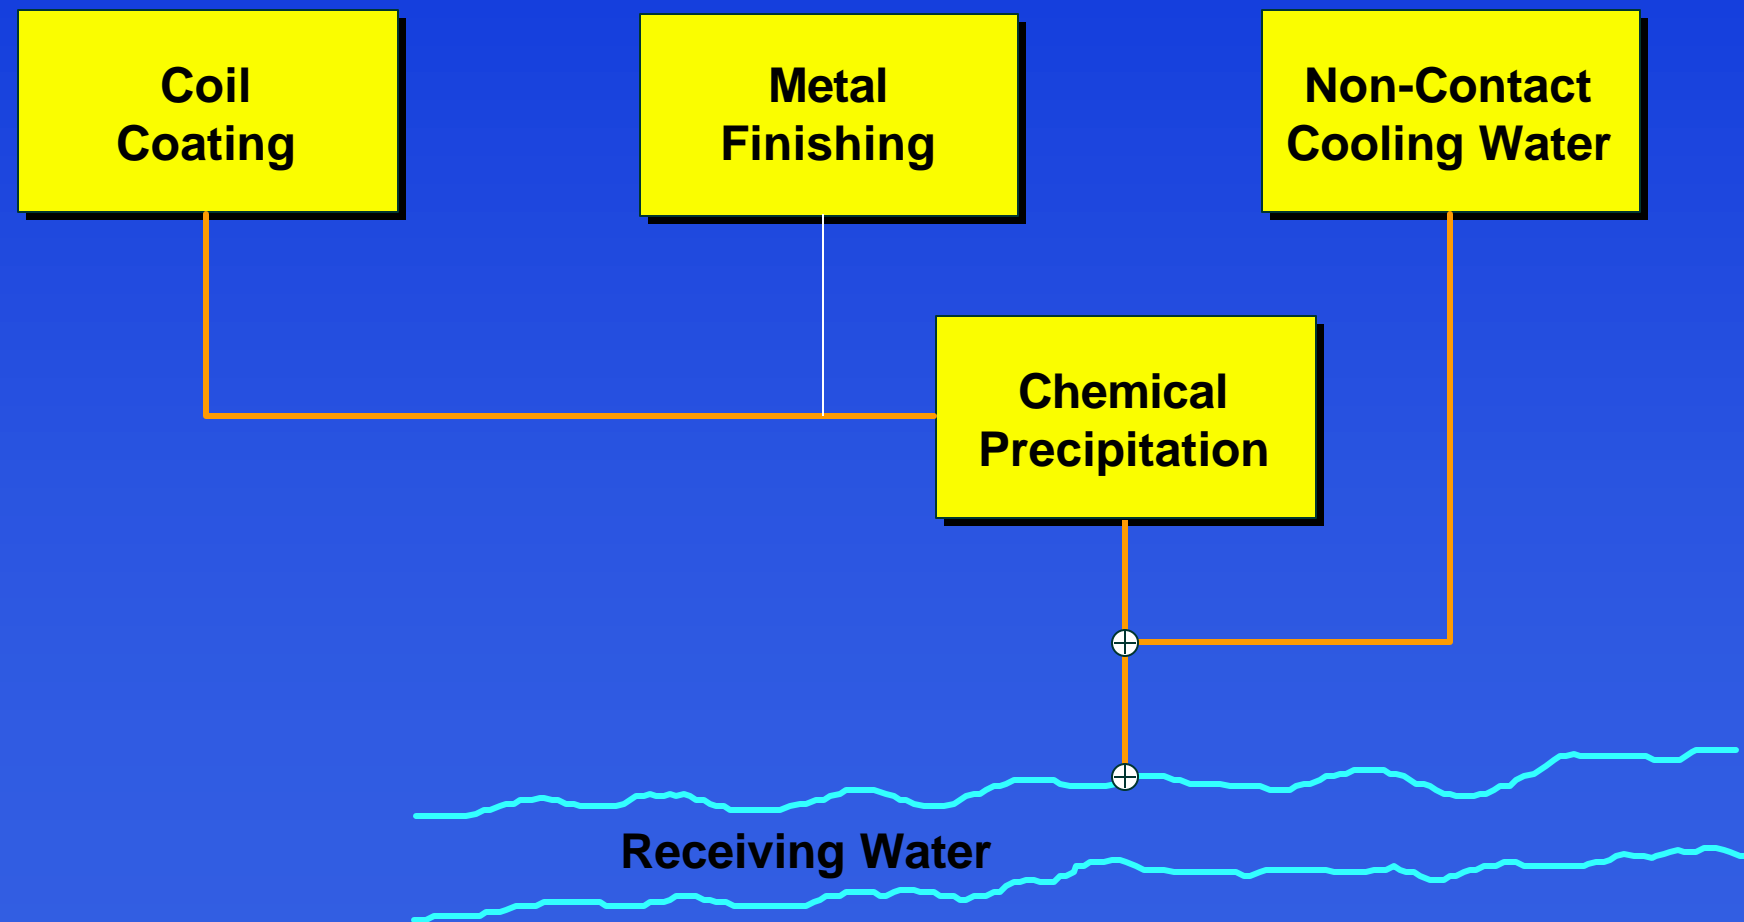 Coil
Coating
Metal
Finishing
Non-Contact
Cooling Water
Chemical
Precipitation
Receiving Water